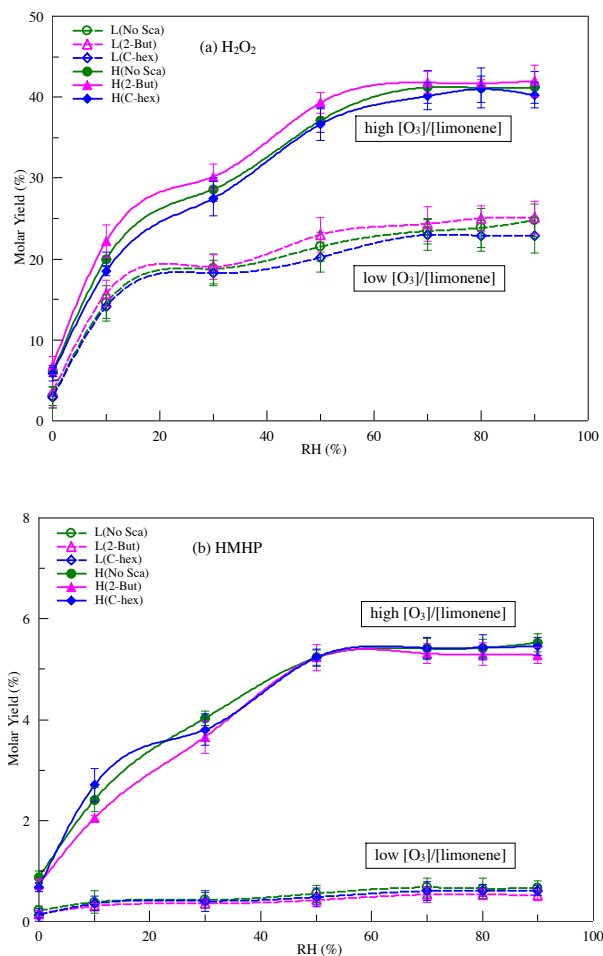 50
40
30
20
10
0
Molar Yield (%)
(a) H₂O₂
L(No Sca)
L(2-But)
L(C-hex)
H(No Sca)
H(2-But)
H(C-hex)
high [O₃]/[limonene]
low [O₃]/[limonene]
0 20 40 60 80 100
RH (%)
8
6
4
2
0
Molar Yield (%)
(b) HMHP
L(No Sca)
L(2-But)
L(C-hex)
H(No Sca)
H(2-But)
H(C-hex)
high [O₃]/[limonene]
low [O₃]/[limonene]
0 20 40 60 80 100
RH (%)